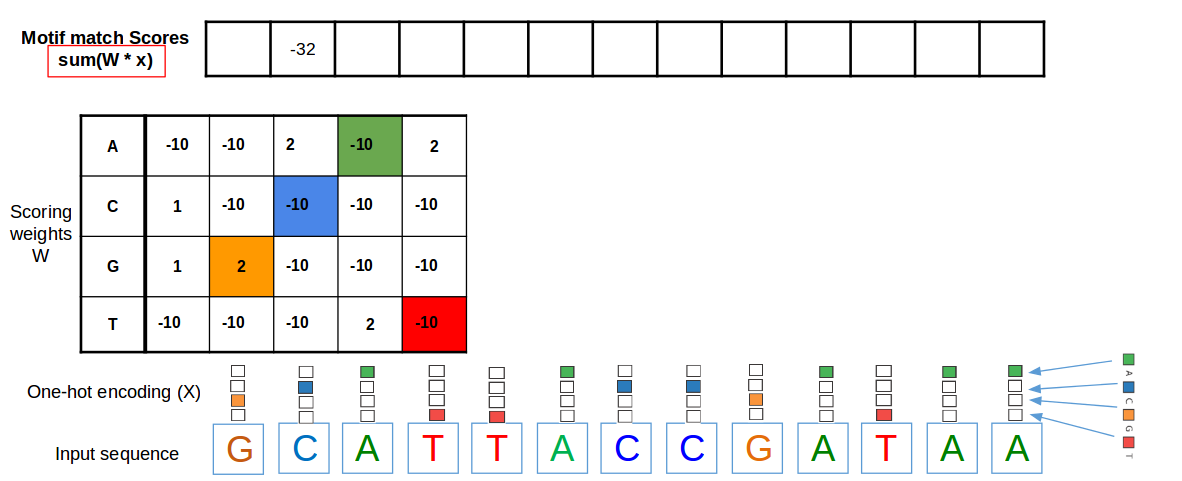 Motif match Scores
sum(W * x)
-32
A -10 -10 2 -10 2
C 1 -10 -10 -10 -10
Scoring
weights
W
G 1 2 -10 -10 -10
T -10 -10 -10 2 -10
One-hot encoding (X)
A
C
G
T
Input sequence
G C A T T A C C G A T A A